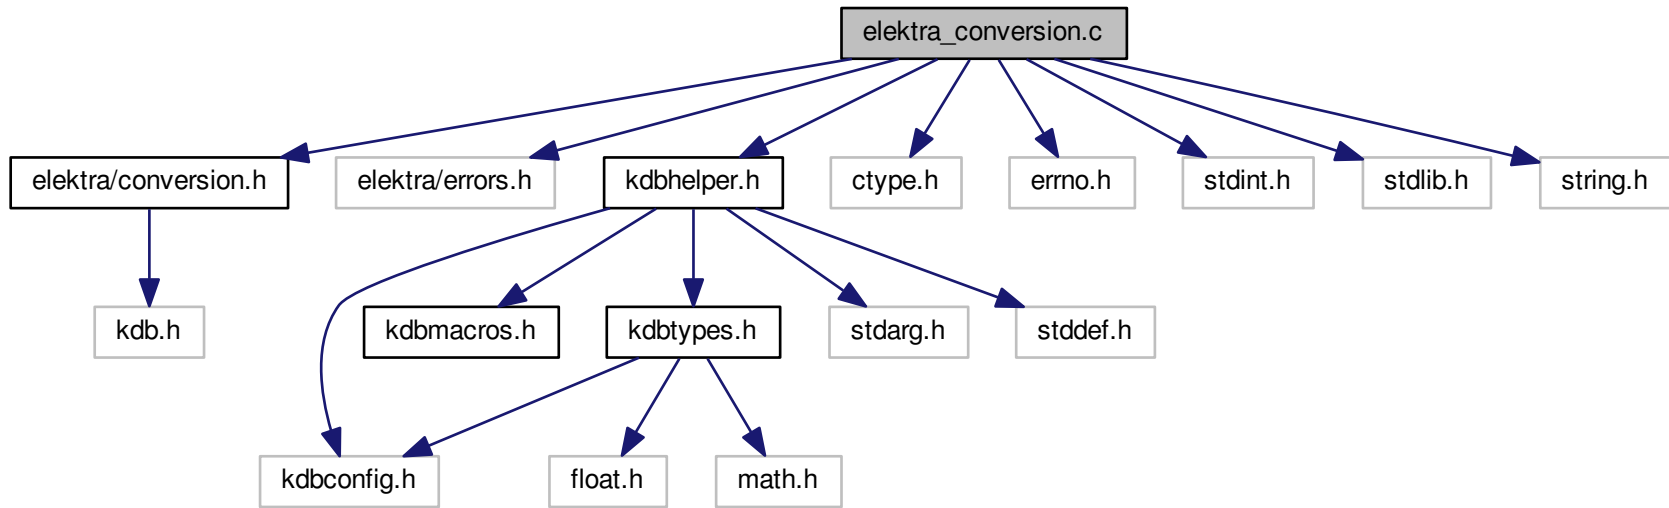 elektra_conversion.c
elektra/conversion.h
elektra/errors.h
kdbhelper.h
ctype.h
errno.h
stdint.h
stdlib.h
string.h
kdb.h
kdbmacros.h
kdbtypes.h
stdarg.h
stddef.h
kdbconfig.h
float.h
math.h